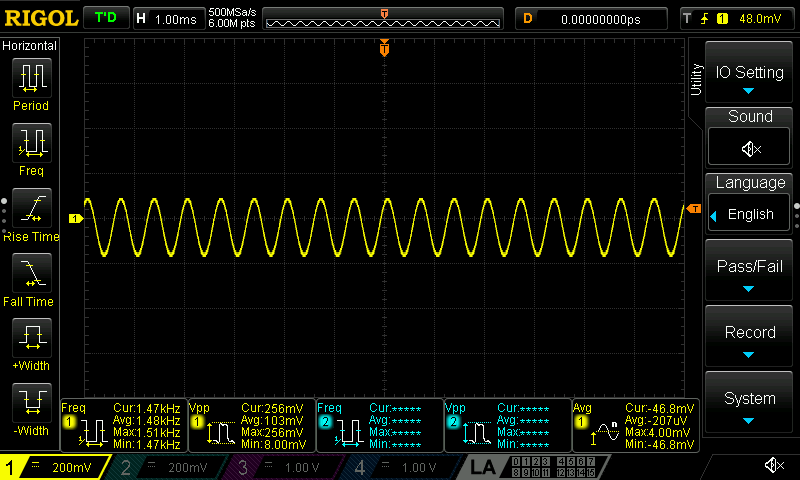 RIGOL T'D H 1.00ms 500MSa/s 6.00M pts T D 0.00000000ps T 1 48.0mV
Horizontal
Period
Freq
Rise Time
Fall Time
+Width
-Width
T
1
T
Utility
IO Setting
Sound
Language
English
Pass/Fail
Record
System
Freq
1
Cur:1.47kHz
Avg:1.48kHz
Max:1.51kHz
Min:1.47kHz
Vpp
1
Cur:256mV
Avg:103mV
Max:256mV
Min:8.00mV
Freq
2
Cur:*****
Avg:*****
Max:*****
Min:*****
Vpp
2
Cur:*****
Avg:*****
Max:*****
Min:*****
Avg
1
n
Cur:-46.8mV
Avg:-207uV
Max:4.00mV
Min:-46.8mV
1 200mV 2 200mV 3 1.00 V 4 1.00 V LA
0 1 2 3 4 5 6 7
8 9 10 11 12 13 14 15